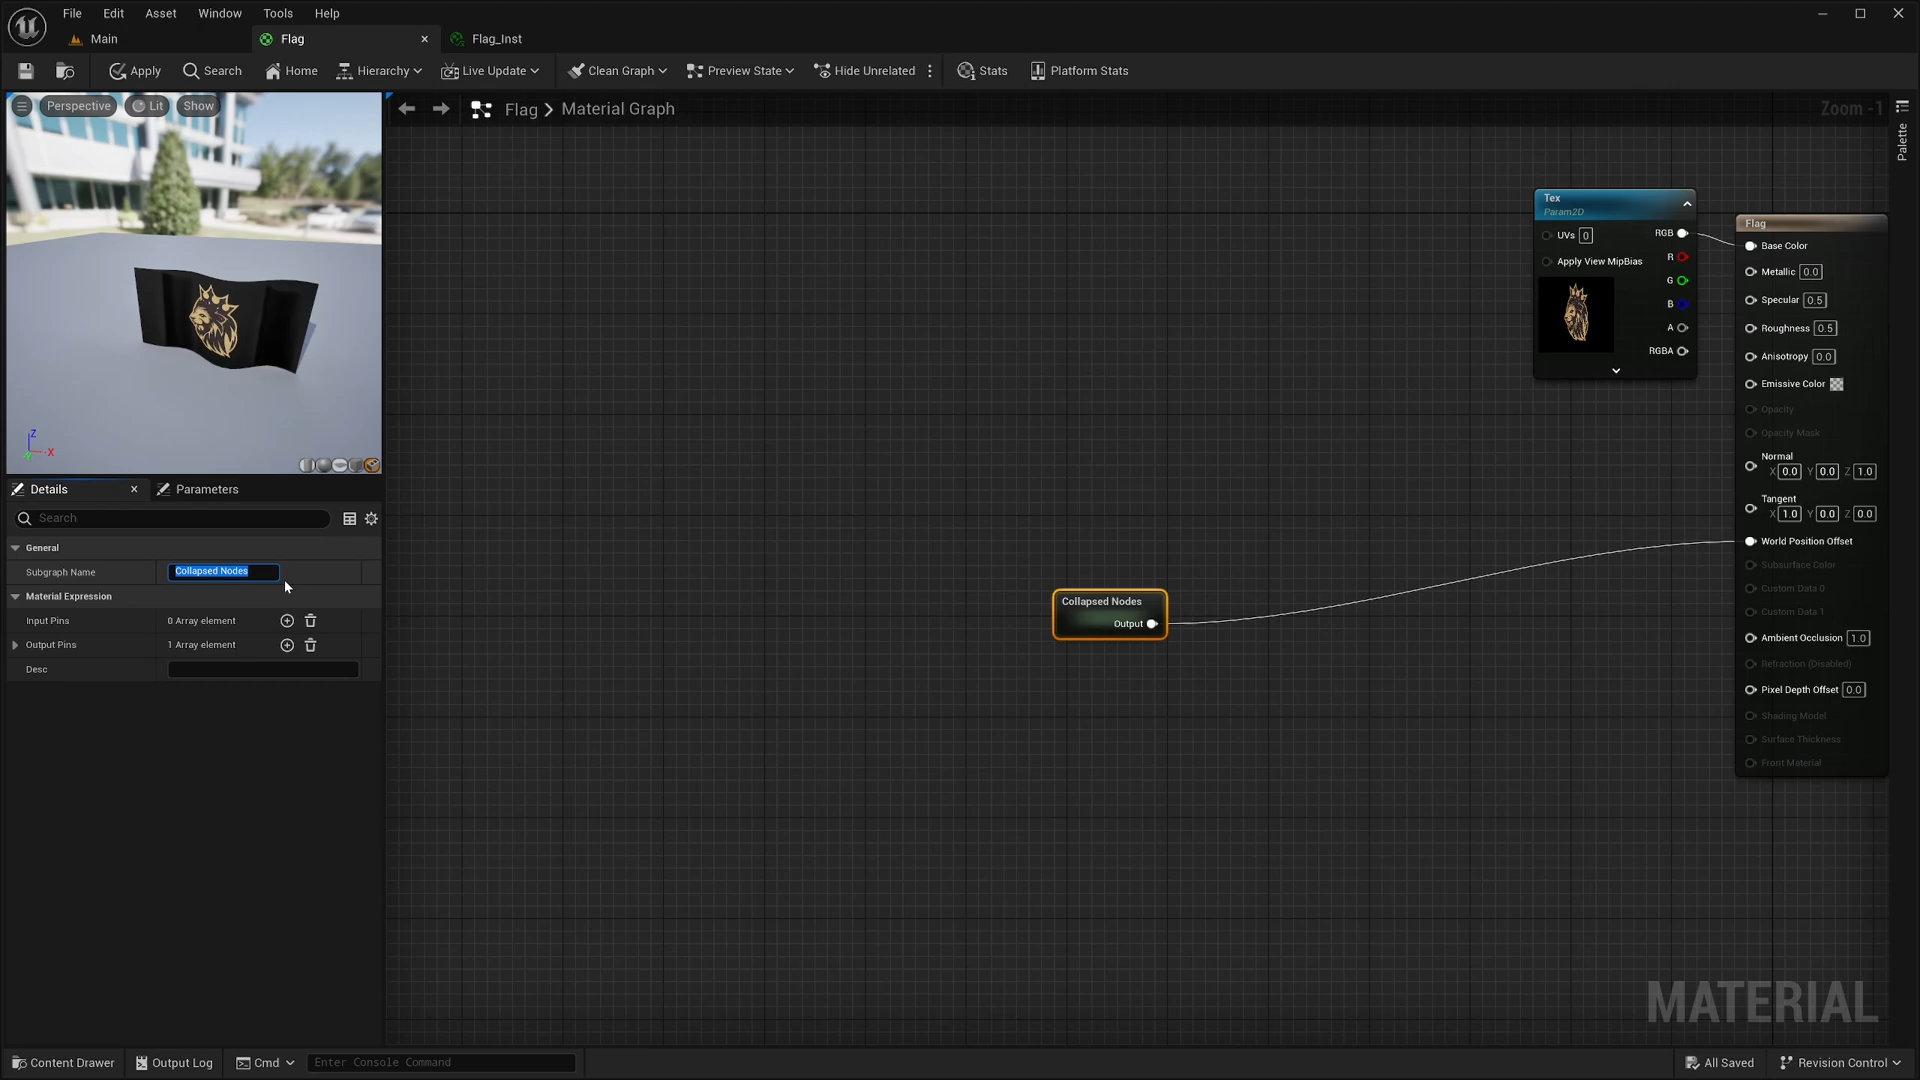 File Edit Asset Window Tools Help
Main Flag Flag_Inst
Apply Search Home Hierarchy Live Update Clean Graph Preview State Hide Unrelated Stats Platform Stats
Perspective Lit Show
Flag Material Graph
Zoom -1
Palette
Z
X
Details Parameters
Search
General
Subgraph Name Collapsed Nodes
Material Expression
Input Pins 0 Array element
Output Pins 1 Array element
Desc
Collapsed Nodes
Output
Tex
Param2D
UVs 0 RGB
R
Apply View MipBias
G
B
A
RGBA
Flag
Base Color
Metallic 0.0
Specular 0.5
Roughness 0.5
Anisotropy 0.0
Emissive Color
Opacity
Opacity Mask
Normal
X 0.0 Y 0.0 Z 1.0
Tangent
X 1.0 Y 0.0 Z 0.0
World Position Offset
Subsurface Color
Custom Data 0
Custom Data 1
Ambient Occlusion 1.0
Refraction (Disabled)
Pixel Depth Offset 0.0
Shading Model
Surface Thickness
Front Material
MATERIAL
Content Drawer Output Log Cmd Enter Console Command All Saved Revision Control